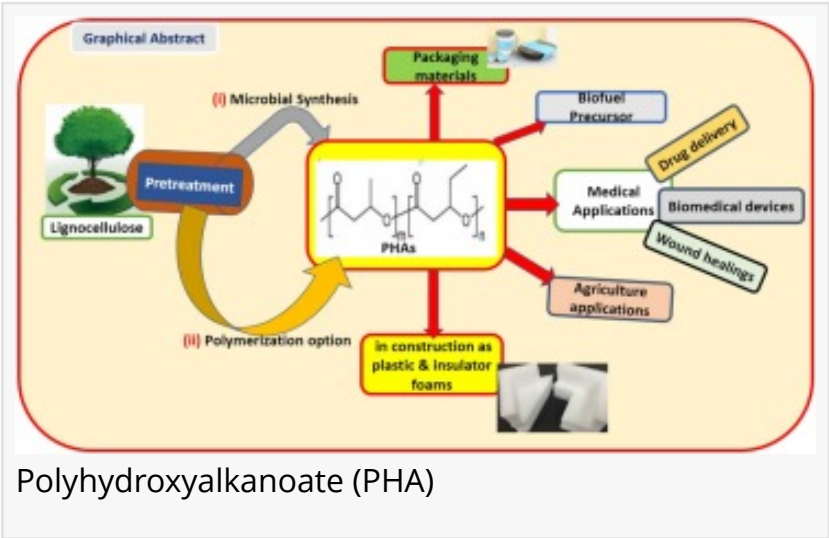 Graphical Abstract
(i) Microbial Synthesis
Pretreatment
Lignocellulose
(ii) Polymerization option
O
O
O
O
m
n
PHAs
Packaging
materials
Biofuel
Precursor
Medical
Applications
Drug delivery
Biomedical devices
Wound healings
Agriculture
applications
in construction as
plastic & insulator
foams
Polyhydroxyalkanoate (PHA)